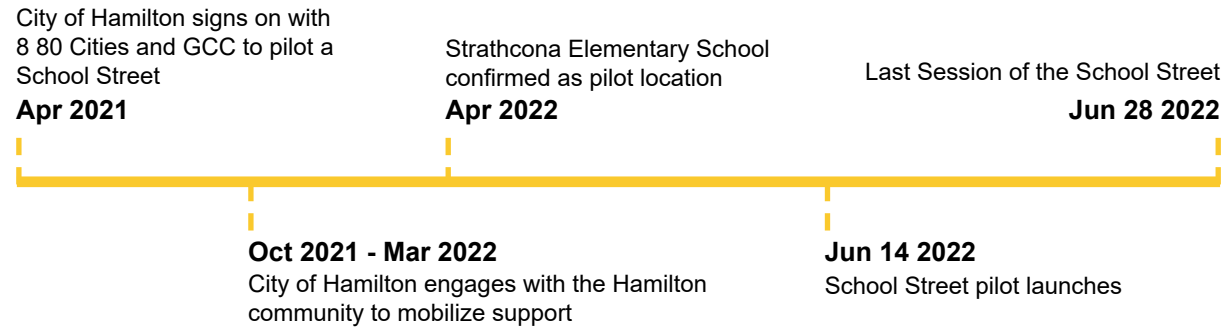 City of Hamilton signs on with
8 80 Cities and GCC to pilot a
School Street
Apr 2021
Strathcona Elementary School
confirmed as pilot location
Apr 2022
Last Session of the School Street
Jun 28 2022
Oct 2021 - Mar 2022
City of Hamilton engages with the Hamilton
community to mobilize support
Jun 14 2022
School Street pilot launches